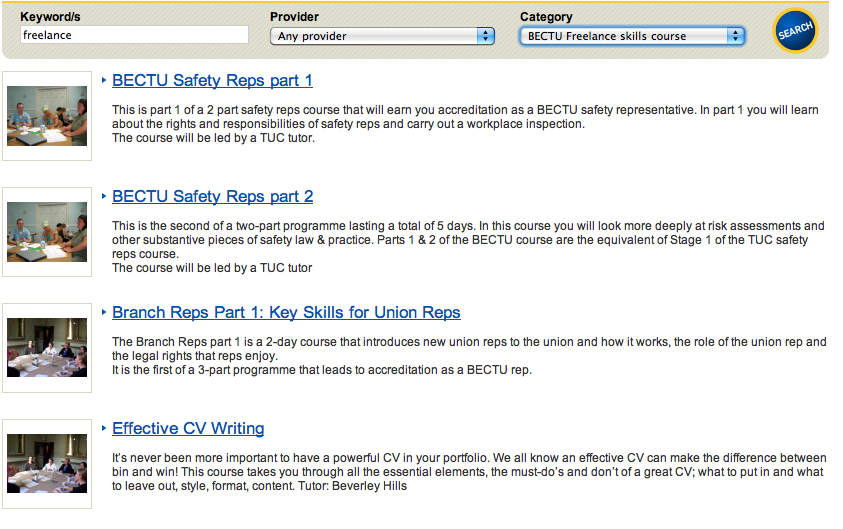 Keyword/s Provider Category
freelance Any provider BECTU Freelance skills course SEARCH
BECTU Safety Reps part 1
This is part 1 of a 2 part safety reps course that will earn you accreditation as a BECTU safety representative. In part 1 you will learn
about the rights and responsibilities of safety reps and carry out a workplace inspection.
The course will be led by a TUC tutor.
BECTU Safety Reps part 2
This is the second of a two-part programme lasting a total of 5 days. In this course you will look more deeply at risk assessments and
other substantive pieces of safety law & practice. Parts 1 & 2 of the BECTU course are the equivalent of Stage 1 of the TUC safety
reps course.
The course will be led by a TUC tutor
Branch Reps Part 1: Key Skills for Union Reps
The Branch Reps part 1 is a 2-day course that introduces new union reps to the union and how it works, the role of the union rep and
the legal rights that reps enjoy.
It is the first of a 3-part programme that leads to accreditation as a BECTU rep.
Effective CV Writing
It's never been more important to have a powerful CV in your portfolio. We all know an effective CV can make the difference between
bin and win! This course takes you through all the essential elements, the must-do's and don't of a great CV; what to put in and what
to leave out, style, format, content. Tutor: Beverley Hills